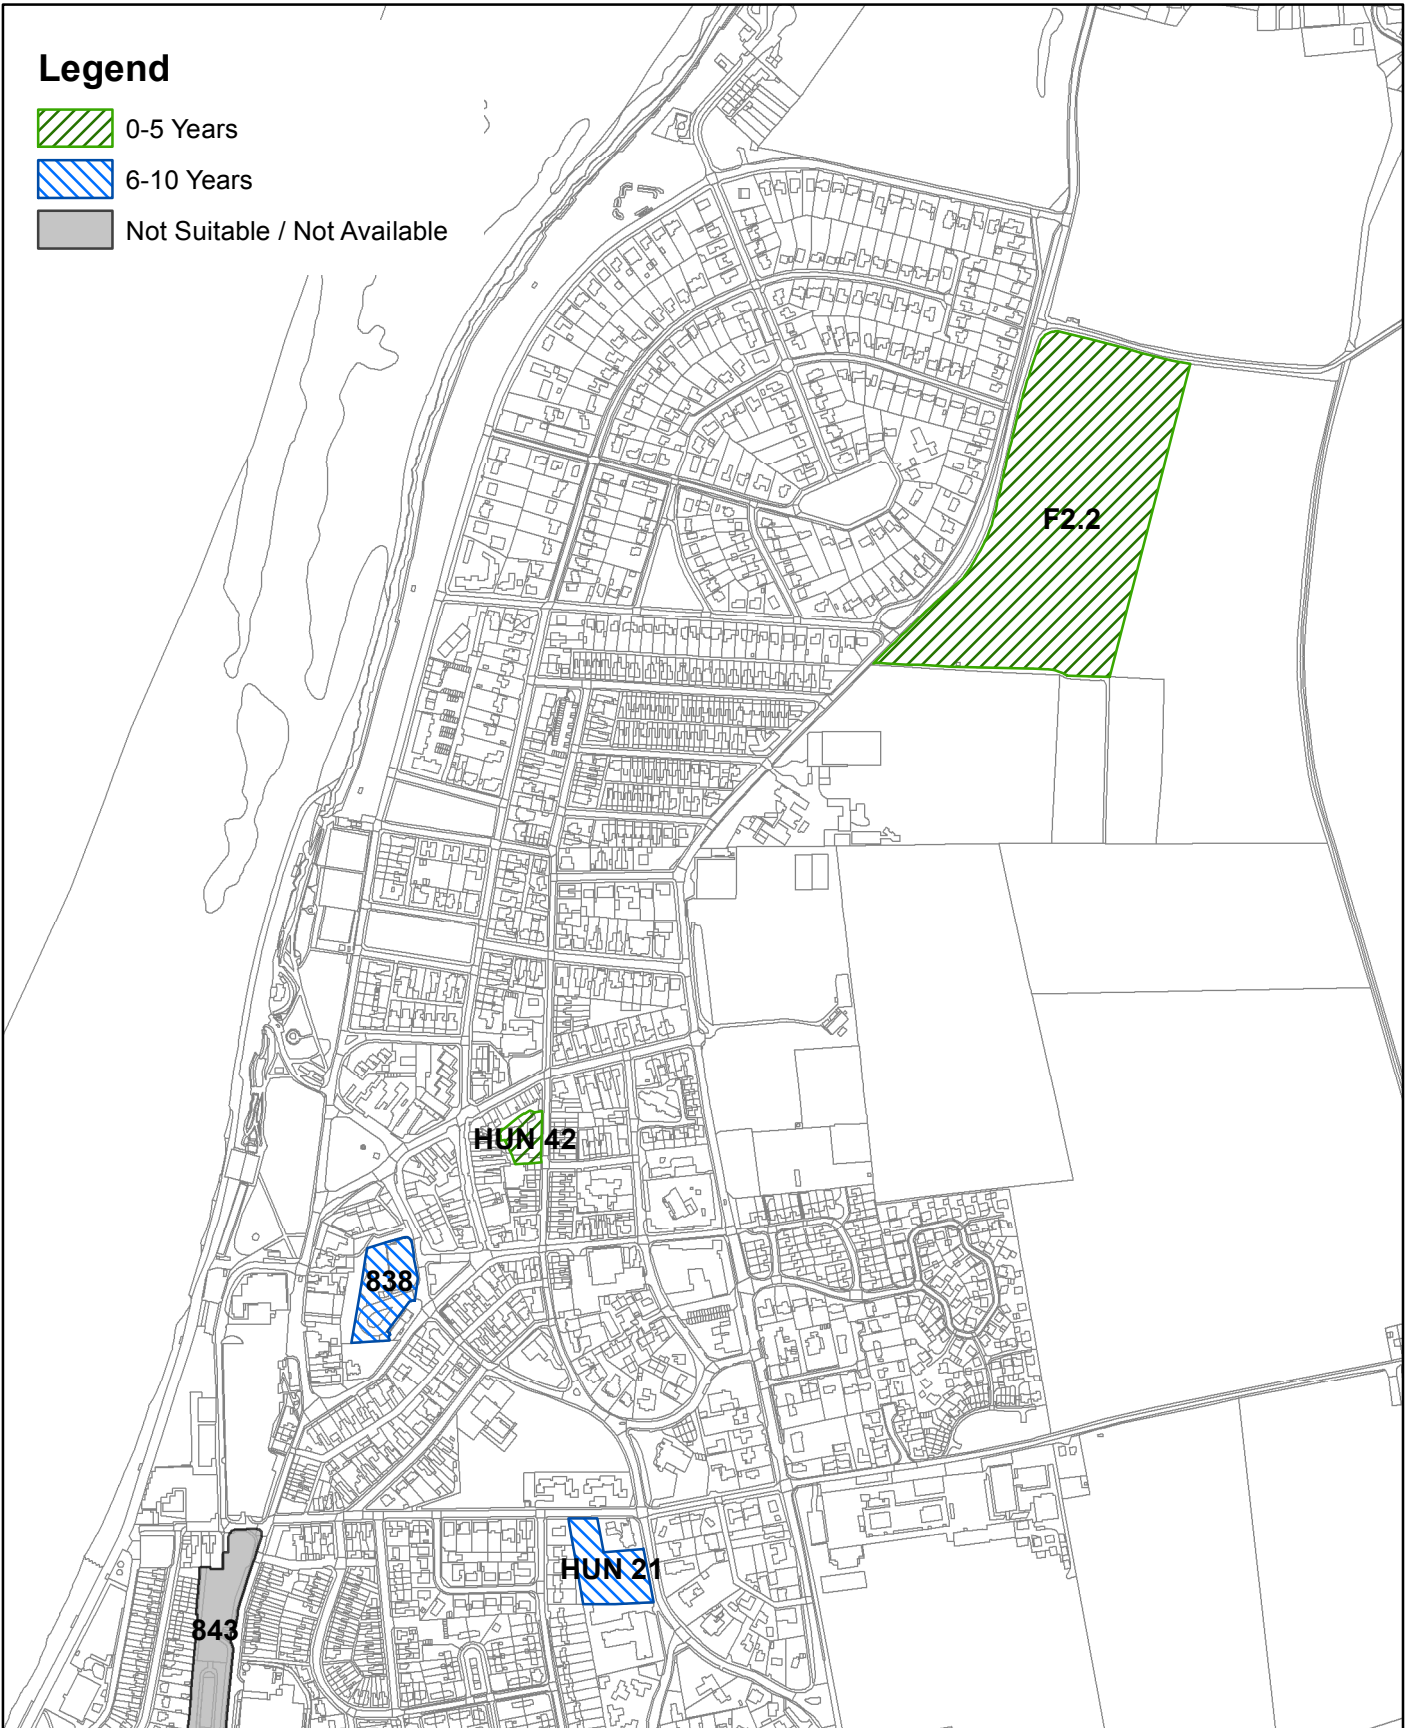 Legend
0-5 Years
6-10 Years
Not Suitable / Not Available
F2.2
HUN 42
838
HUN 21
843